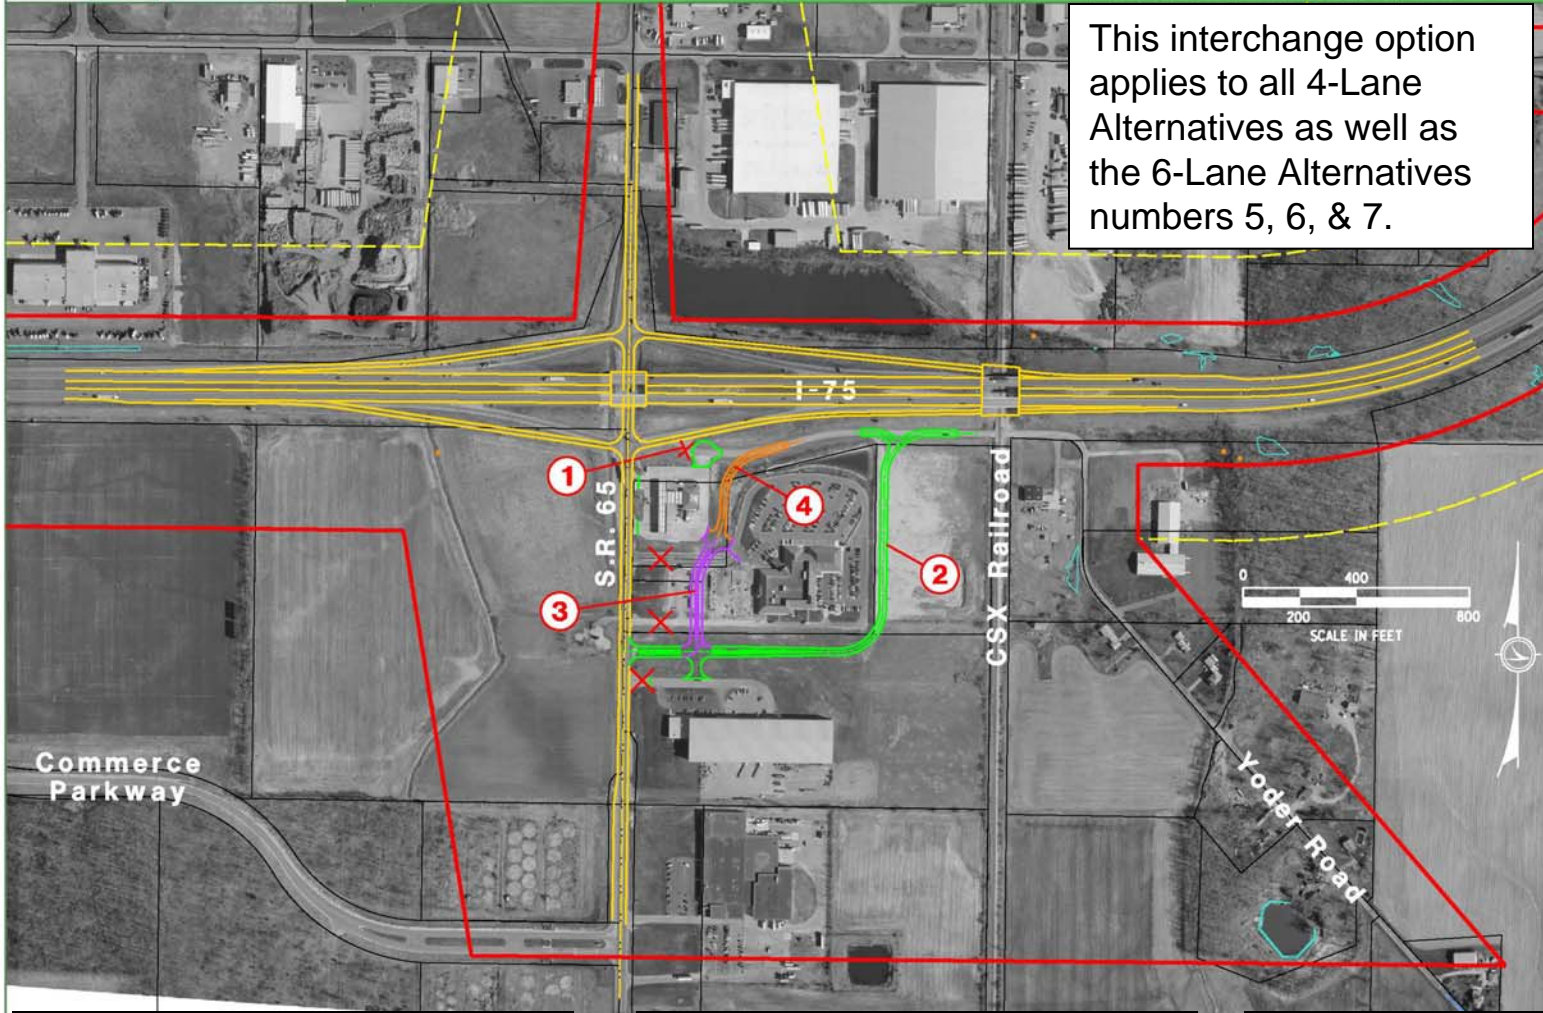 This interchange option
applies to all 4-Lane
Alternatives as well as
the 6-Lane Alternatives
numbers 5, 6, & 7.
I-75
1
S.R. 65
4
2
3
CSX Railroad
0 400
200 800
SCALE IN FEET
Commerce
Parkway
Yoder Road